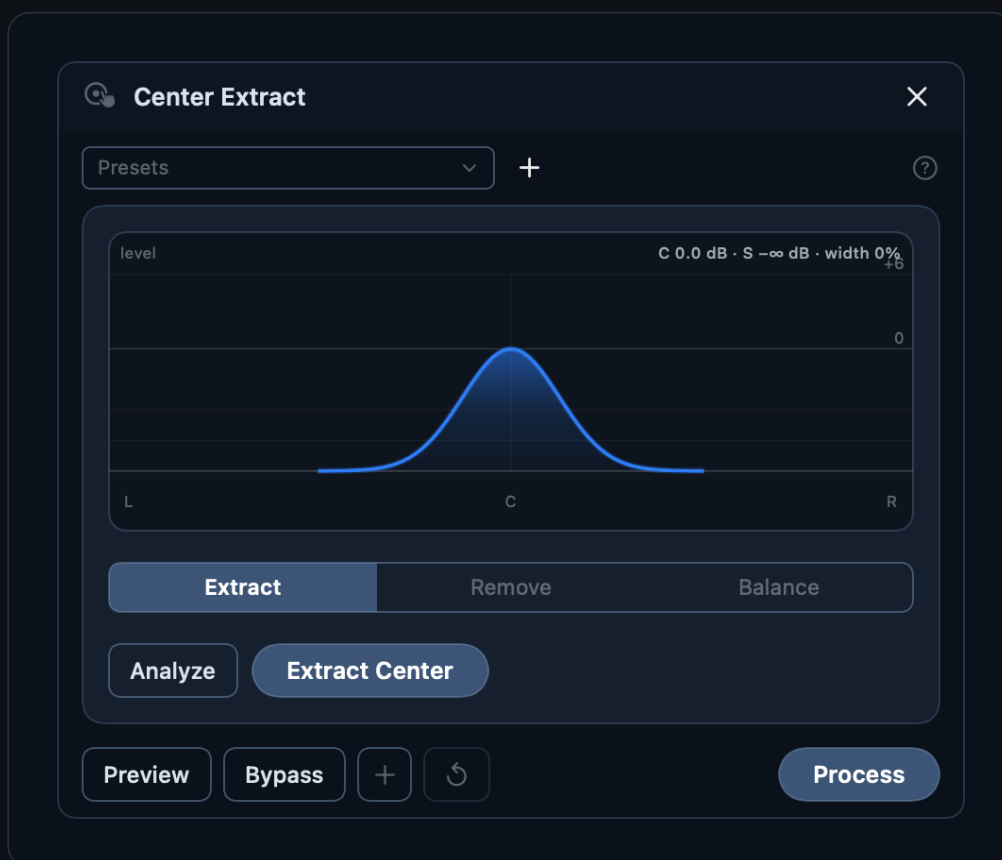 Center Extract
Presets
?
level
C 0.0 dB · S −∞ dB · width 0%
+6
0
L C R
Extract Remove Balance
Analyze Extract Center
Preview Bypass
Process